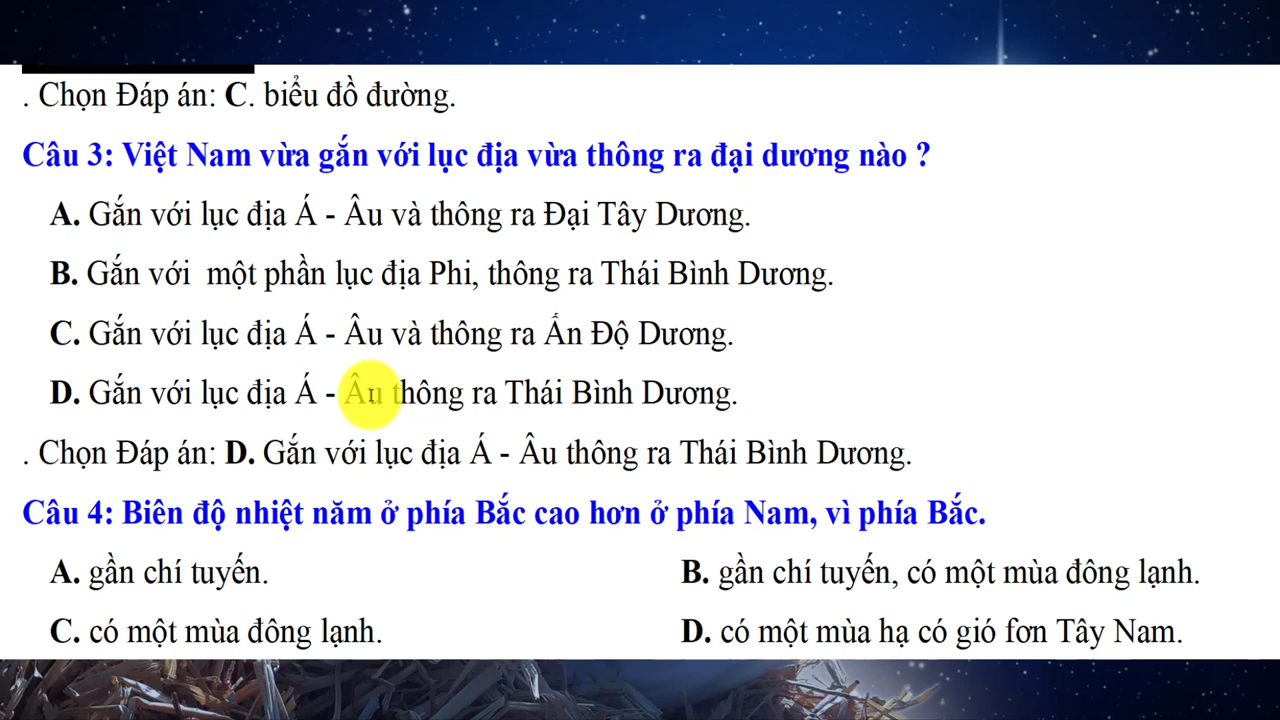 . Chọn Đáp án: C. biểu đồ đường.
Câu 3: Việt Nam vừa gắn với lục địa vừa thông ra đại dương nào ?
A. Gắn với lục địa Á - Âu và thông ra Đại Tây Dương.
B. Gắn với một phần lục địa Phi, thông ra Thái Bình Dương.
C. Gắn với lục địa Á - Âu và thông ra Ấn Độ Dương.
D. Gắn với lục địa Á - Âu thông ra Thái Bình Dương.
. Chọn Đáp án: D. Gắn với lục địa Á - Âu thông ra Thái Bình Dương.
Câu 4: Biên độ nhiệt năm ở phía Bắc cao hơn ở phía Nam, vì phía Bắc.
A. gần chí tuyến. B. gần chí tuyến, có một mùa đông lạnh.
C. có một mùa đông lạnh. D. có một mùa hạ có gió fơn Tây Nam.